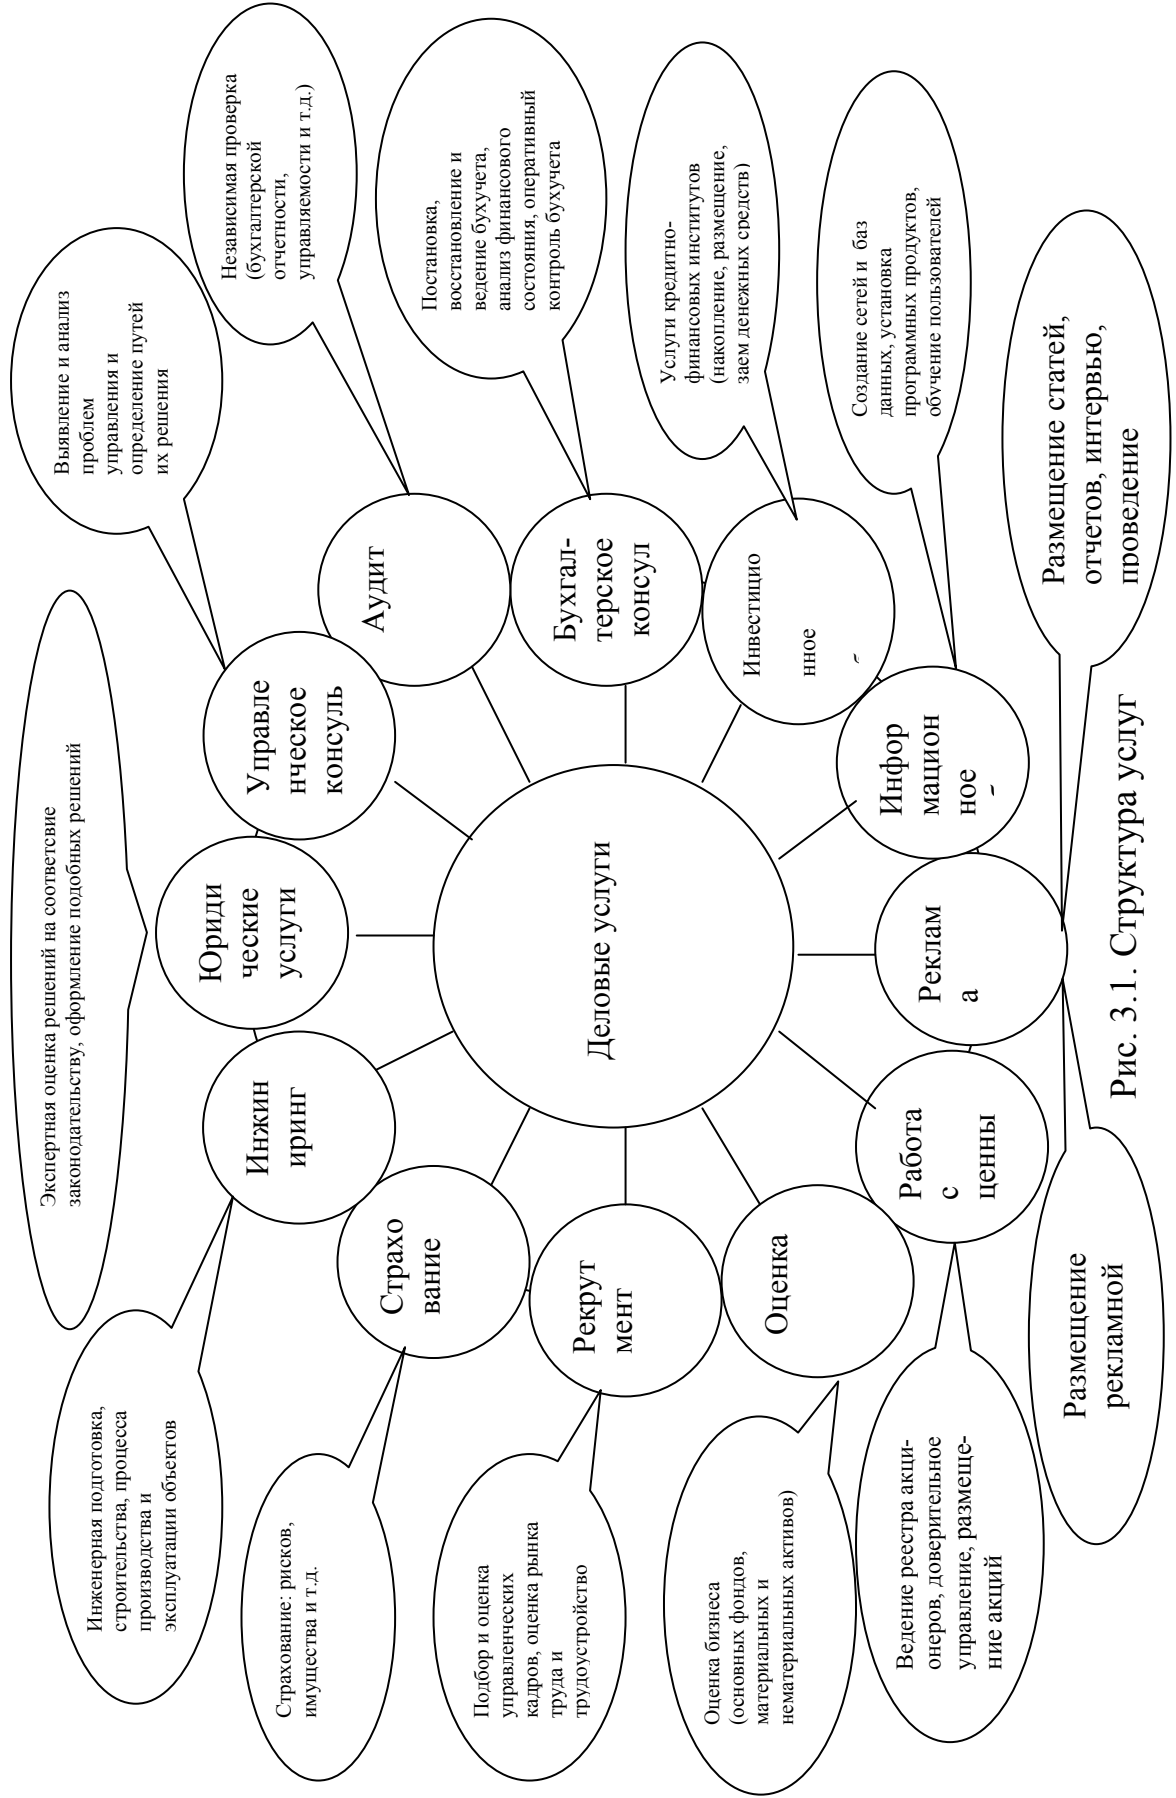 Экспертная оценка решений на соответсвие
законодательству, оформление подобных решений
Выявление и анализ
проблем
управления и
определение путей
их решения
Независимая проверка
(бухгалтерской
отчетности,
управляемости и т.д.)
Постановка,
восстановление и
ведение бухучета,
анализ финансового
состояния, оперативный
контроль бухучета
Услуги кредитно-
финансовых институтов
(накопление, размещение,
заем денежных средств)
Создание сетей и баз
данных, установка
программных продуктов,
обучение пользователей
Размещение статей,
отчетов, интервью,
проведение
Размещение
рекламной
Ведение реестра акци-
онеров, доверительное
управление, размеще-
ние акций
Оценка бизнеса
(основных фондов,
материальных и
нематериальных активов)
Подбор и оценка
управленческих
кадров, оценка рынка
труда и
трудоустройство
Страхование: рисков,
имущества и т.д.
Инженерная подготовка,
строительства, процесса
производства и
эксплуатации объектов
Юриди
ческие
услуги
Управле
нческое
консуль
Аудит
Бухгал-
терское
консул
Инвестицио
нное
Инфор
мацион
ное
Реклам
а
Работа
с
ценны
Оценка
Рекрут
мент
Страхо
вание
Инжин
иринг
Деловые услуги
Рис. 3.1. Структура услуг